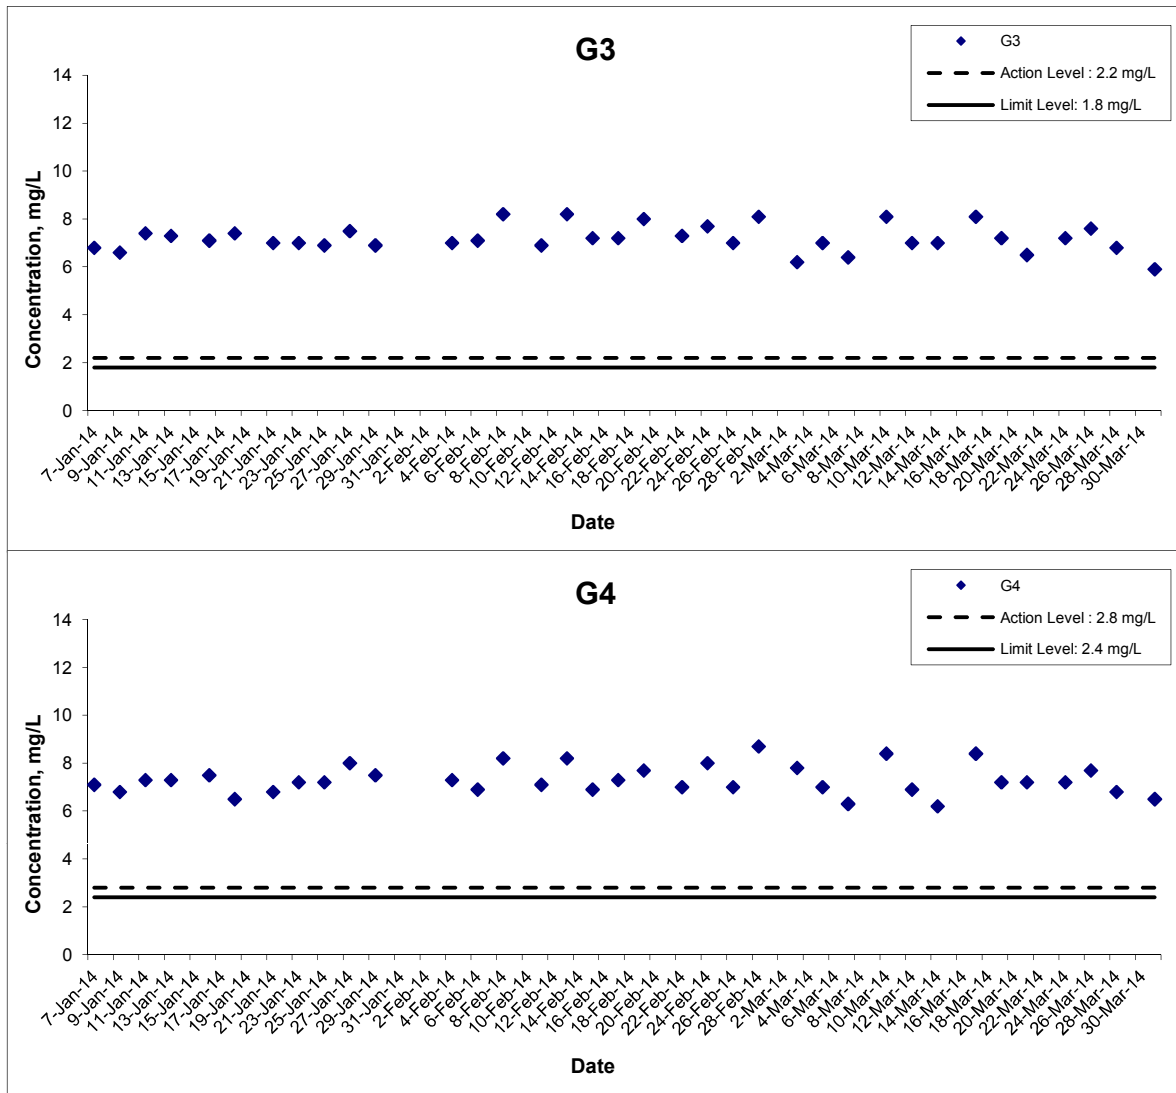 G3
G3
Action Level : 2.2 mg/L
Limit Level: 1.8 mg/L
Concentration, mg/L
14
12
10
8
6
4
2
0
7-Jan-14
9-Jan-14
11-Jan-14
13-Jan-14
15-Jan-14
17-Jan-14
19-Jan-14
21-Jan-14
23-Jan-14
25-Jan-14
27-Jan-14
29-Jan-14
31-Jan-14
2-Feb-14
4-Feb-14
6-Feb-14
8-Feb-14
10-Feb-14
12-Feb-14
14-Feb-14
16-Feb-14
18-Feb-14
20-Feb-14
22-Feb-14
24-Feb-14
26-Feb-14
28-Feb-14
2-Mar-14
4-Mar-14
6-Mar-14
8-Mar-14
10-Mar-14
12-Mar-14
14-Mar-14
16-Mar-14
18-Mar-14
20-Mar-14
22-Mar-14
24-Mar-14
26-Mar-14
28-Mar-14
30-Mar-14
Date
G4
G4
Action Level : 2.8 mg/L
Limit Level: 2.4 mg/L
Concentration, mg/L
14
12
10
8
6
4
2
0
7-Jan-14
9-Jan-14
11-Jan-14
13-Jan-14
15-Jan-14
17-Jan-14
19-Jan-14
21-Jan-14
23-Jan-14
25-Jan-14
27-Jan-14
29-Jan-14
31-Jan-14
2-Feb-14
4-Feb-14
6-Feb-14
8-Feb-14
10-Feb-14
12-Feb-14
14-Feb-14
16-Feb-14
18-Feb-14
20-Feb-14
22-Feb-14
24-Feb-14
26-Feb-14
28-Feb-14
2-Mar-14
4-Mar-14
6-Mar-14
8-Mar-14
10-Mar-14
12-Mar-14
14-Mar-14
16-Mar-14
18-Mar-14
20-Mar-14
22-Mar-14
24-Mar-14
26-Mar-14
28-Mar-14
30-Mar-14
Date